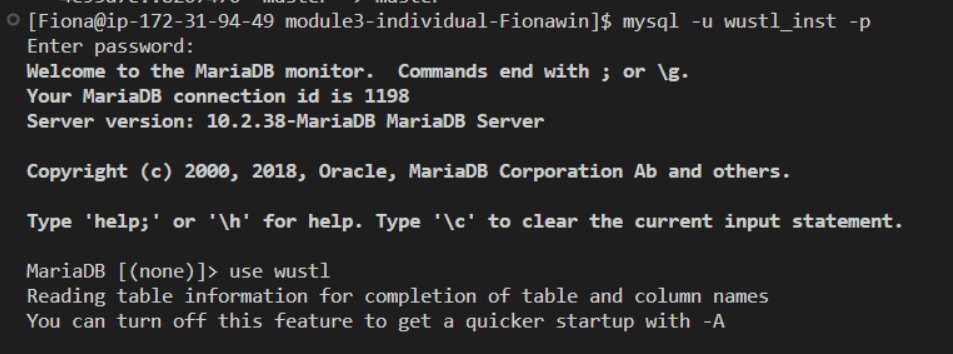 [Fiona@ip-172-31-94-49 module3-individual-Fionawin]$ mysql -u wustl_inst -p
Enter password:
Welcome to the MariaDB monitor.  Commands end with ; or \g.
Your MariaDB connection id is 1198
Server version: 10.2.38-MariaDB MariaDB Server

Copyright (c) 2000, 2018, Oracle, MariaDB Corporation Ab and others.

Type 'help;' or '\h' for help. Type '\c' to clear the current input statement.

MariaDB [(none)]> use wustl
Reading table information for completion of table and column names
You can turn off this feature to get a quicker startup with -A